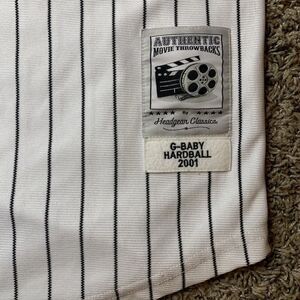 AUTHENTIC
MOVIE THROWBACKS
By
Headgear Classics
G-BABY
HARDBALL
2001